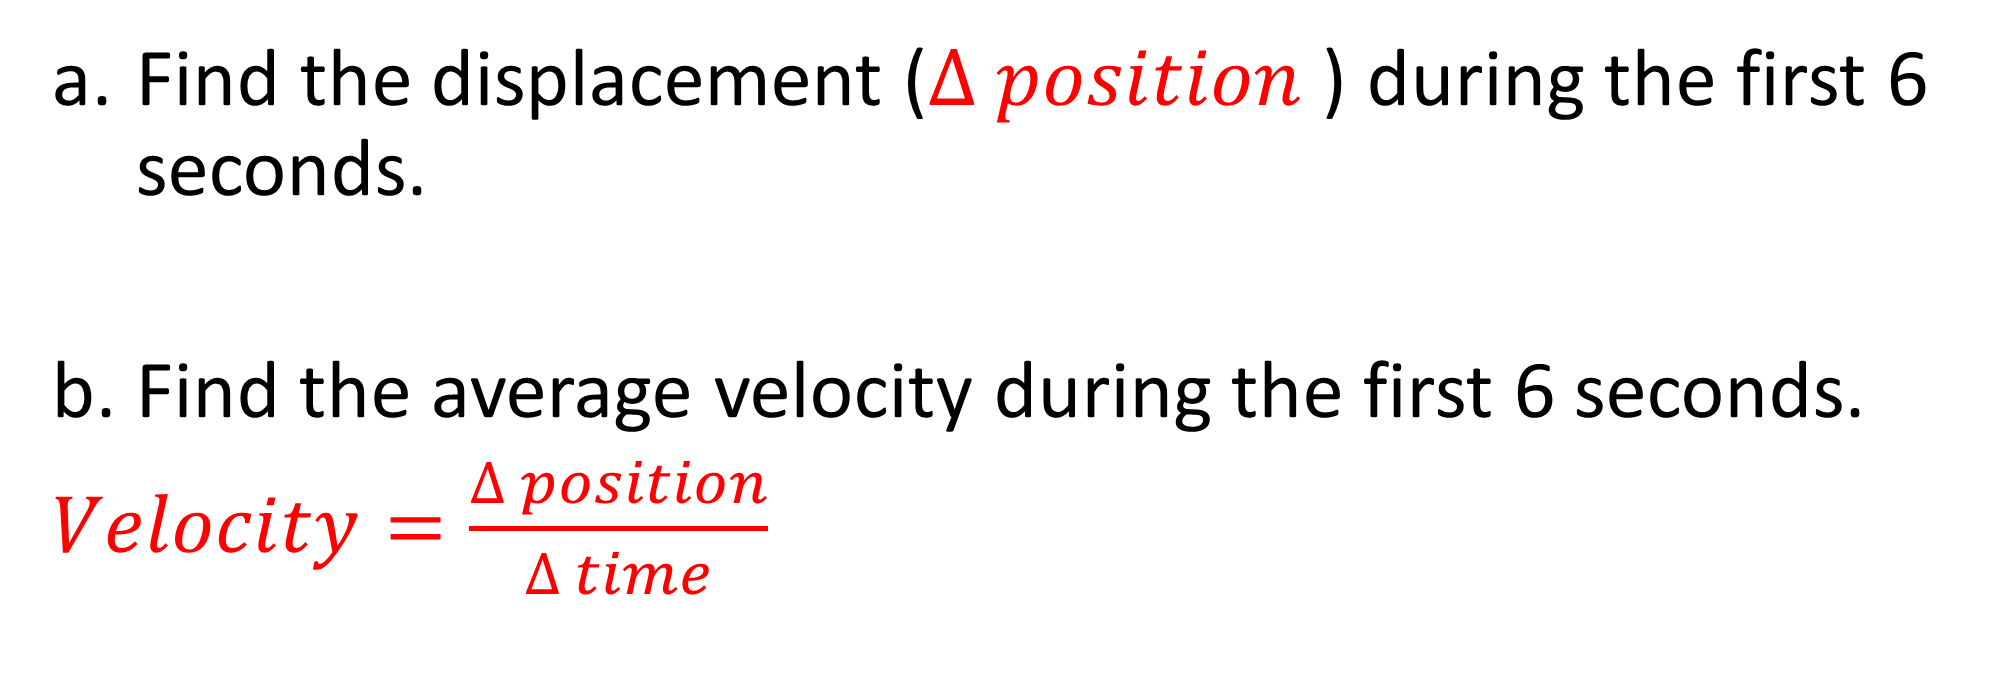 a. Find the displacement (Δ position ) during the first 6
seconds.
b. Find the average velocity during the first 6 seconds.
Velocity = Δ position / Δ time